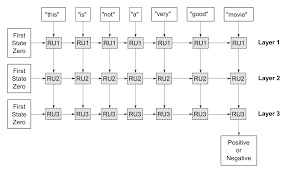 "this" "is" "not" "a" "very" "good" "movie"
First State Zero
RU1 RU1 RU1 RU1 RU1 RU1 RU1
Layer 1
First State Zero
RU2 RU2 RU2 RU2 RU2 RU2 RU2
Layer 2
First State Zero
RU3 RU3 RU3 RU3 RU3 RU3 RU3
Layer 3
Positive
or
Negative